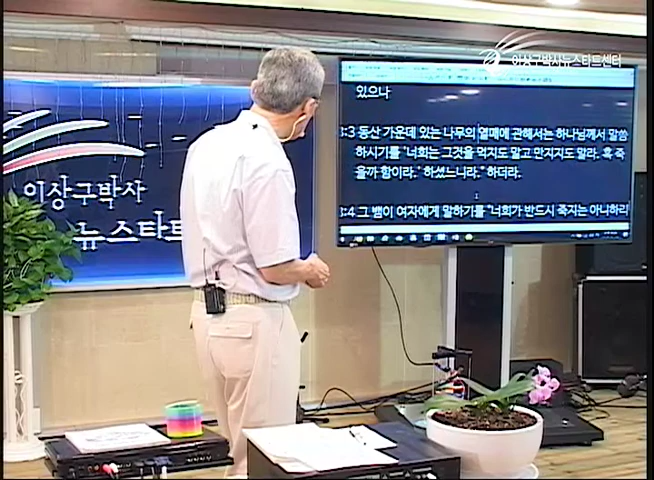 이상구박사뉴스타트센터
있으나
3:3 동산 가운데 있는 나무의 열매에 관해서는 하나님께서 말씀
하시기를 "너희는 그것을 먹지도 말고 만지지도 말라. 혹 죽
을까 함이라." 하셨느니라." 하더라.
3:4 그 뱀이 여자에게 말하기를 "너희가 반드시 죽지는 아니하리
이상구박사
뉴스타트